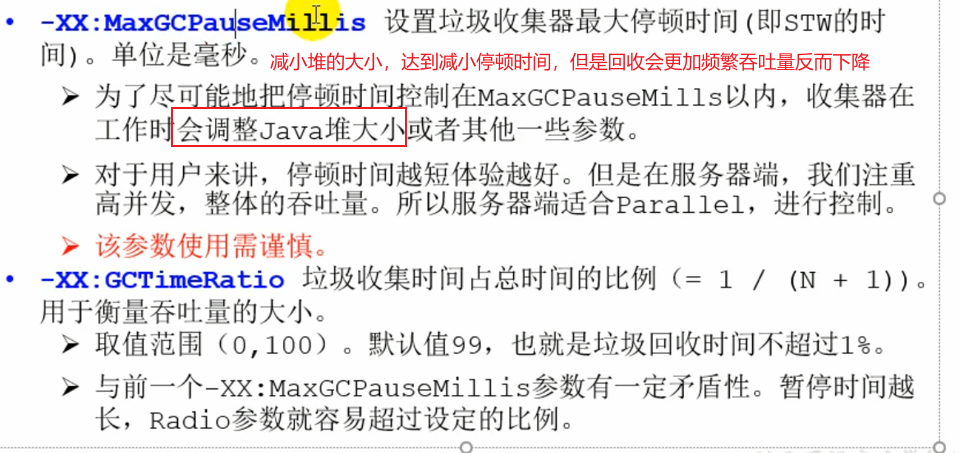 • -XX:MaxGCPauseMillis 设置垃圾收集器最大停顿时间(即STW的时
间)。单位是毫秒。减小堆的大小，达到减小停顿时间，但是回收会更加频繁吞吐量反而下降
➢ 为了尽可能地把停顿时间控制在MaxGCPauseMills以内，收集器在
工作时会调整Java堆大小或者其他一些参数。
➢ 对于用户来讲，停顿时间越短体验越好。但是在服务器端，我们注重
高并发，整体的吞吐量。所以服务器端适合Parallel，进行控制。
➢ 该参数使用需谨慎。
• -XX:GCTimeRatio 垃圾收集时间占总时间的比例（= 1 / (N + 1)）。
用于衡量吞吐量的大小。
➢ 取值范围（0,100）。默认值99，也就是垃圾回收时间不超过1%。
➢ 与前一个-XX:MaxGCPauseMillis参数有一定矛盾性。暂停时间越
长，Radio参数就容易超过设定的比例。